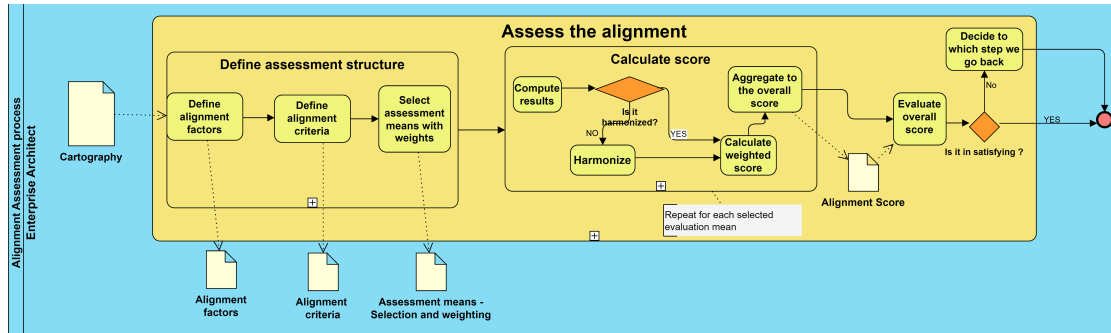 Alignment Assessment process
Enterprise Architect
Cartography
Assess the alignment
Define assessment structure
Define
alignment
factors
Define
alignment
criteria
Select
assessment
means with
weights
Calculate score
Compute
results
Is it
harmonized?
NO
YES
Harmonize
Calculate
weighted
score
Aggregate to
the overall
score
Repeat for each selected
evaluation mean
Alignment Score
Evaluate
overall
score
Is it in satisfying ?
No
YES
Decide to
which step we
go back
Alignment
factors
Alignment
criteria
Assessment means -
Selection and weighting